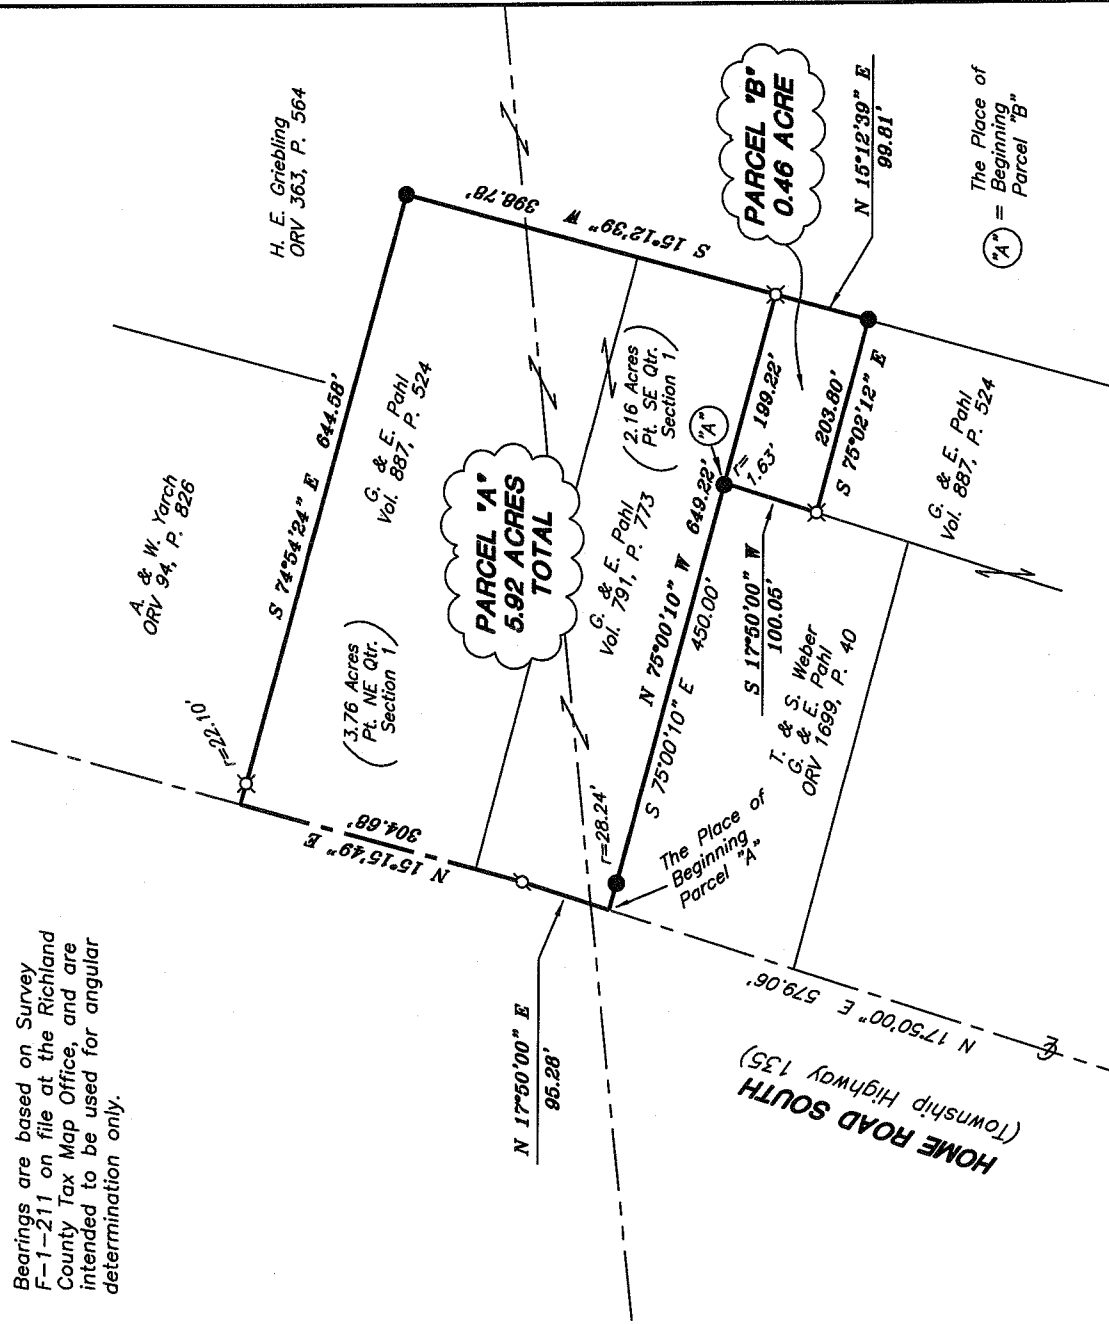 Bearings are based on Survey
F-1-211 on file at the Richland
County Tax Map Office, and are
intended to be used for angular
determination only.
A. & W. Yarch
ORV 94, P. 826
H. E. Griebling
ORV 363, P. 564
r=22.10'
S 74°54'24" E 644.58'
G. & E. Pahl
Vol. 887, P. 524
(3.76 Acres
Pt. NE Qtr.
Section 1)
N 15°15'49" E
304.68'
S 15°12'39" W
398.78'
PARCEL "A"
5.92 ACRES
TOTAL
(2.16 Acres
Pt. SE Qtr.
Section 1)
G. & E. Pahl
Vol. 791, P. 773
PARCEL "B"
0.46 ACRE
N 15°12'39" E
99.81'
"A" = The Place of
Beginning
Parcel "B"
N 75°00'10" W 649.22'
S 75°00'10" E 450.00'
"A"
199.22'
r=
1.63'
203.80'
S 75°02'12" E
S 17°50'00" W
100.05'
r=28.24'
The Place of
Beginning
Parcel "A"
T. & S. Weber
G. & E. Pahl
ORV 1699, P. 40
G. & E. Pahl
Vol. 887, P. 524
N 17°50'00" E
95.28'
N 17°50'00" E 579.06'
℄
HOME ROAD SOUTH
(Township Highway 135)